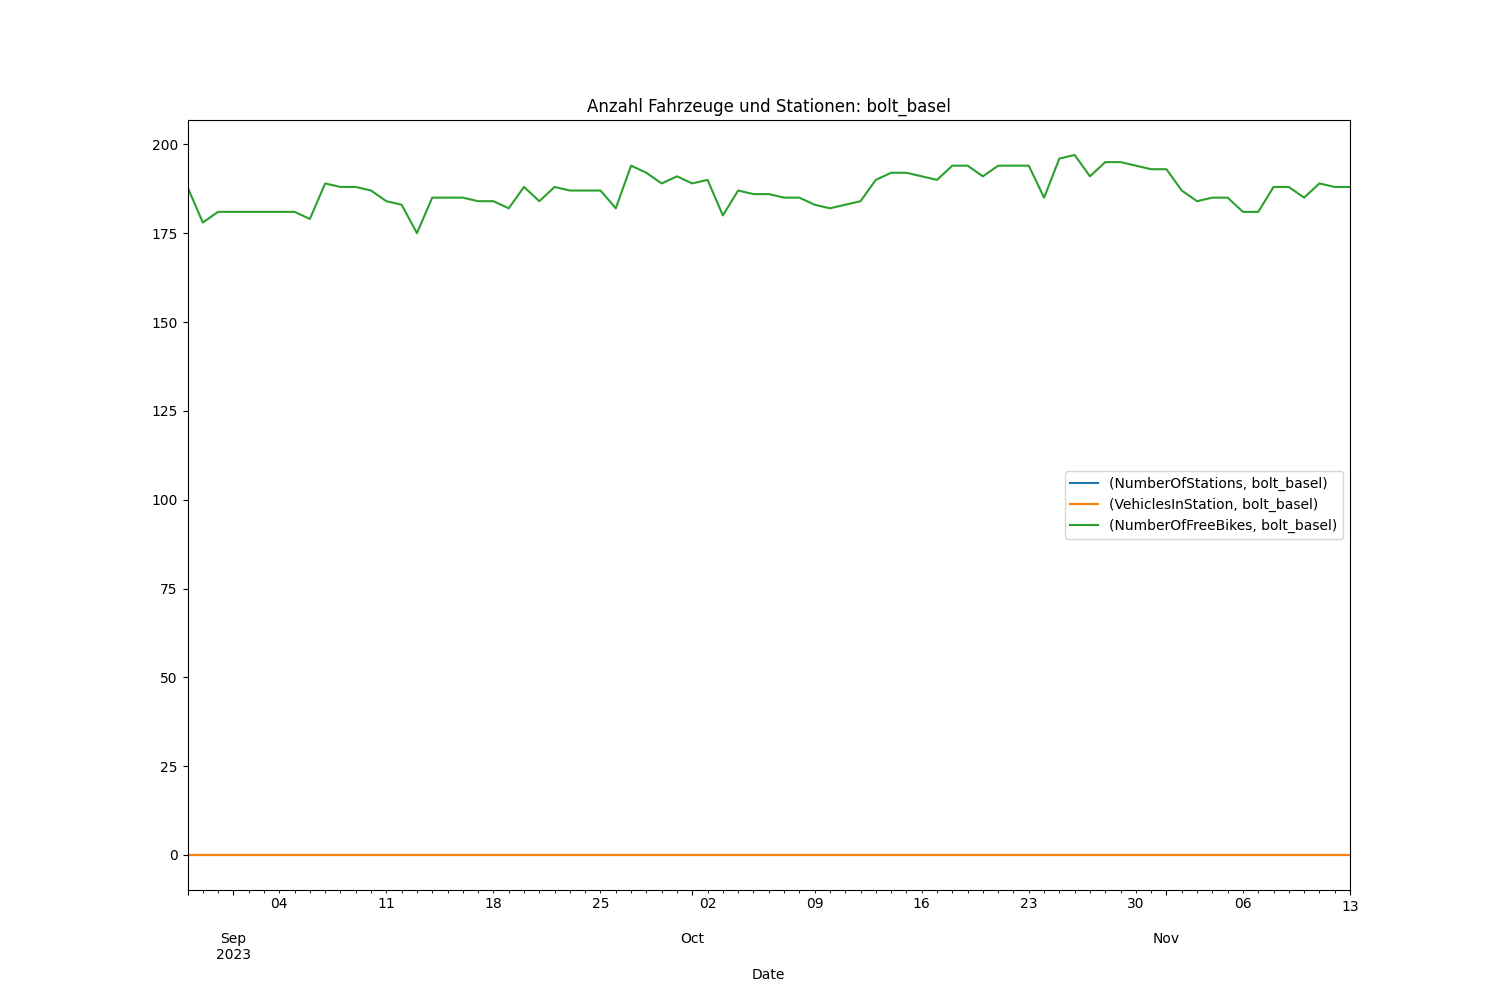 Anzahl Fahrzeuge und Stationen: bolt_basel
200
175
150
125
100
75
50
25
0
(NumberOfStations, bolt_basel)
(VehiclesInStation, bolt_basel)
(NumberOfFreeBikes, bolt_basel)
04 11 18 25 02 09 16 23 30 06 13
Sep Oct Nov
2023
Date